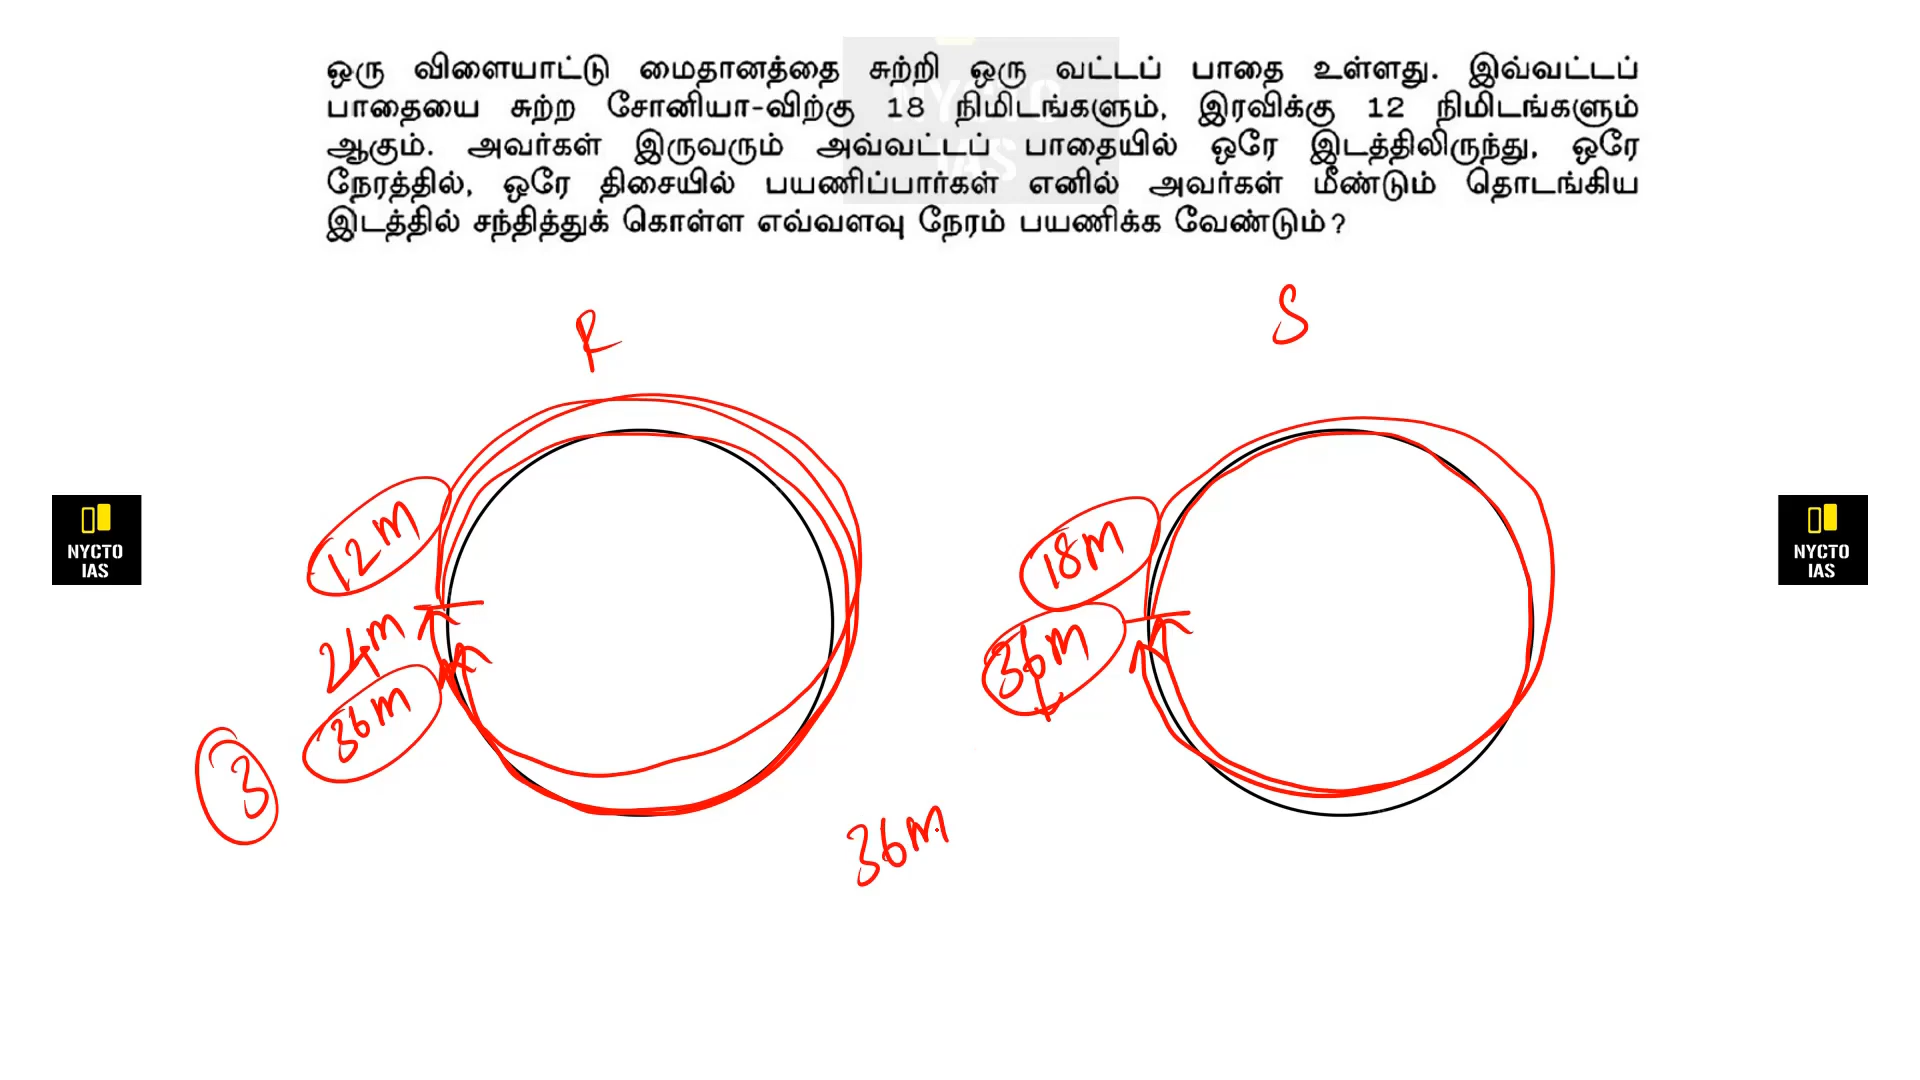 ஒரு விளையாட்டு மைதானத்தை சுற்றி ஒரு வட்டப் பாதை உள்ளது. இவ்வட்டப்
பாதையை சுற்ற சோனியா-விற்கு 18 நிமிடங்களும், இரவிக்கு 12 நிமிடங்களும்
ஆகும். அவர்கள் இருவரும் அவ்வட்டப் பாதையில் ஒரே இடத்திலிருந்து, ஒரே
நேரத்தில், ஒரே திசையில் பயணிப்பார்கள் எனில் அவர்கள் மீண்டும் தொடங்கிய
இடத்தில் சந்தித்துக் கொள்ள எவ்வளவு நேரம் பயணிக்க வேண்டும்?
NYCTO
IAS
R
S
12m
24m
36m
3
18m
36m
36m
NYCTO
IAS
NYCTO
IAS